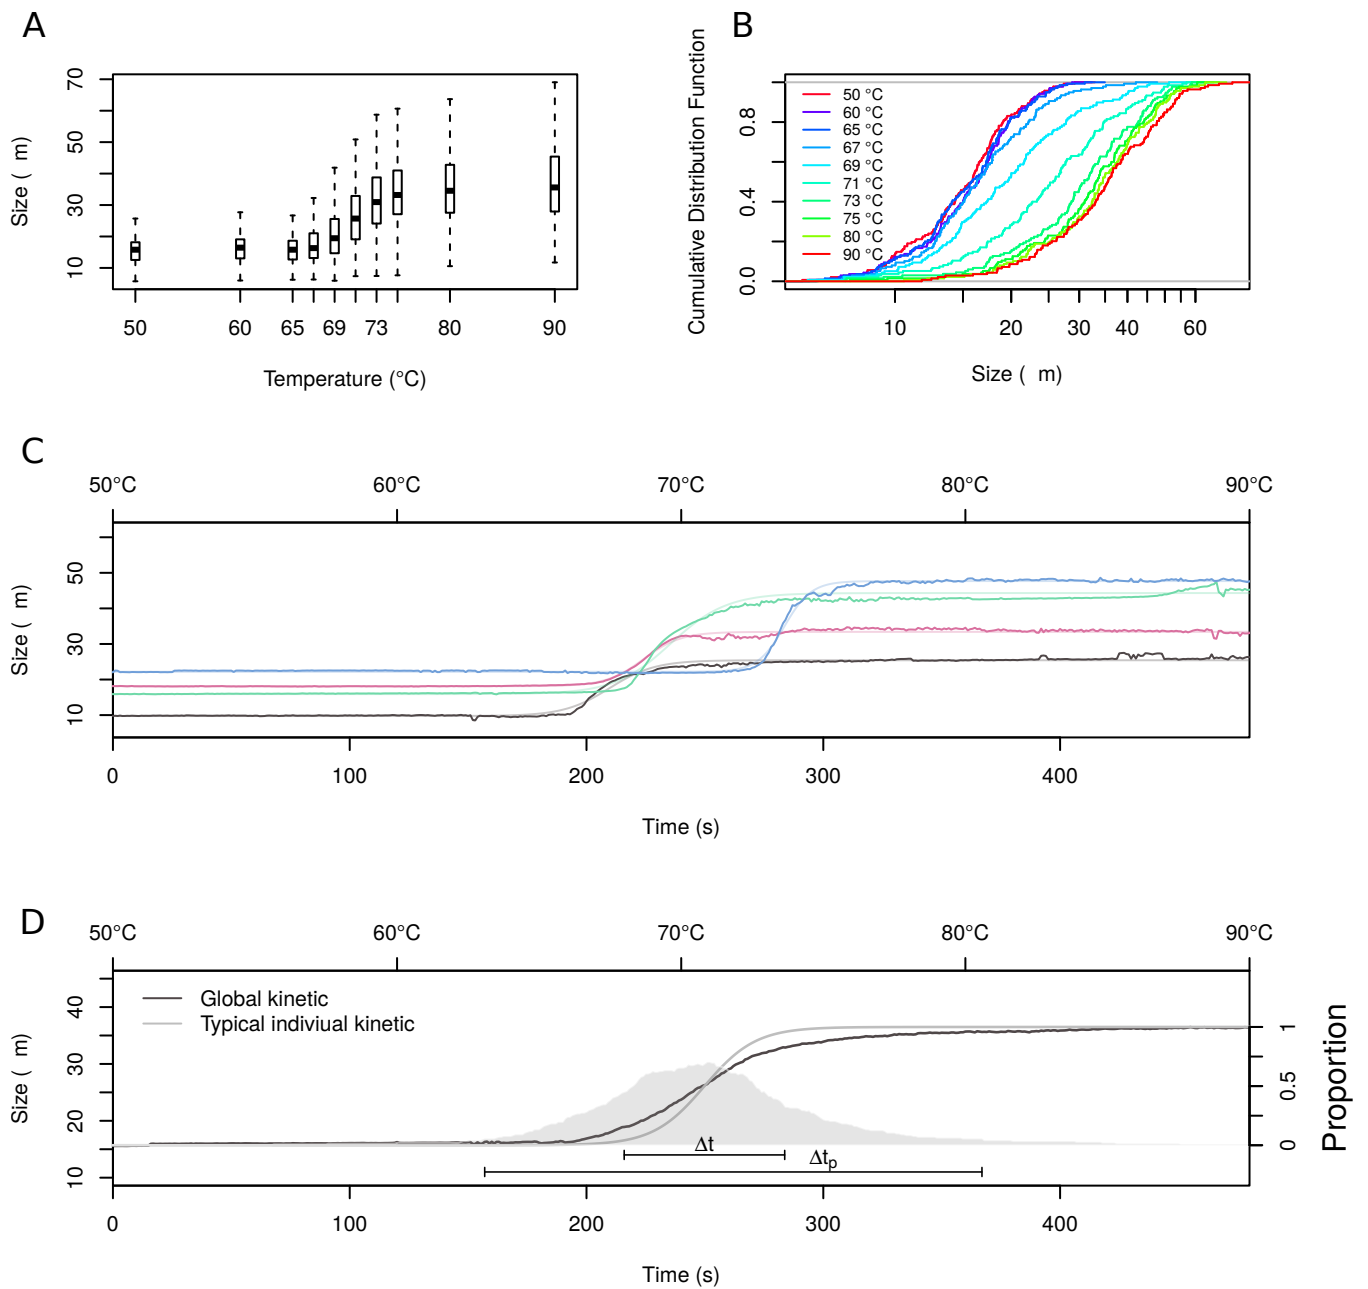 A
Size ( m)
70
50
30
10
50 60 65 69 73 80 90
Temperature (°C)
B
Cumulative Distribution Function
0.8
0.4
0.0
50 °C
60 °C
65 °C
67 °C
69 °C
71 °C
73 °C
75 °C
80 °C
90 °C
10 20 30 40 60
Size ( m)
C
50°C 60°C 70°C 80°C 90°C
Size ( m)
50
30
10
0 100 200 300 400
Time (s)
D
50°C 60°C 70°C 80°C 90°C
Size ( m)
40
30
20
10
Global kinetic
Typical indiviual kinetic
Δt
Δtp
1
0.5
0
Proportion
0 100 200 300 400
Time (s)